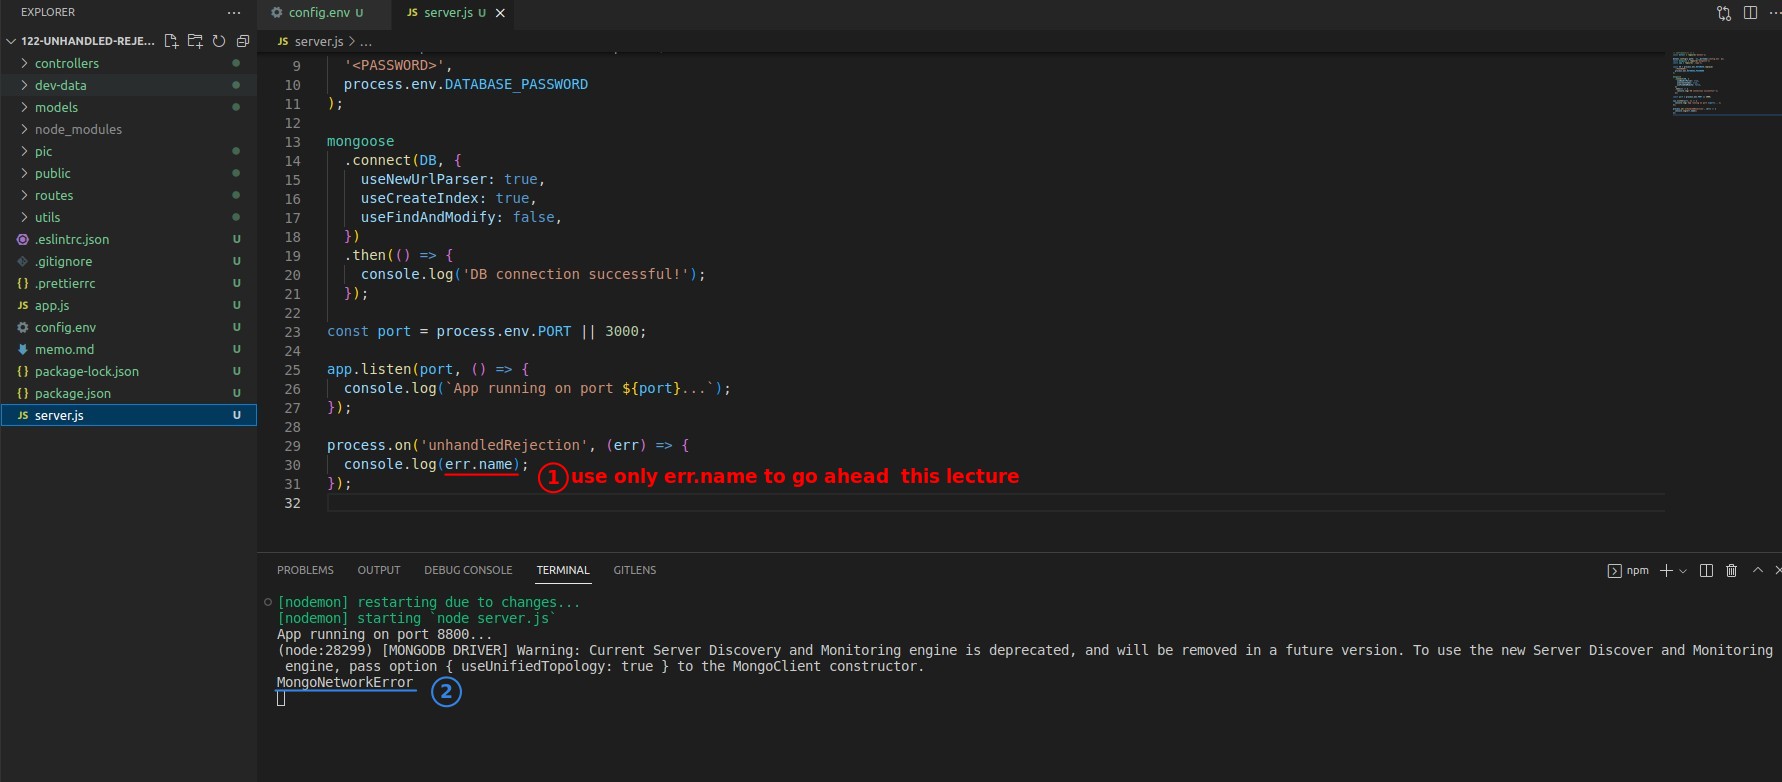 EXPLORER
···
122-UNHANDLED-REJE...
controllers
dev-data
models
node_modules
pic
public
routes
utils
.eslintrc.json U
.gitignore U
{ } .prettierrc U
JS app.js U
config.env U
memo.md U
{ } package-lock.json U
{ } package.json U
JS server.js U
config.env U
JS server.js U
JS server.js > ...
9 '<PASSWORD>',
10 process.env.DATABASE_PASSWORD
11 );
12
13 mongoose
14 .connect(DB, {
15 useNewUrlParser: true,
16 useCreateIndex: true,
17 useFindAndModify: false,
18 })
19 .then(() => {
20 console.log('DB connection successful!');
21 });
22
23 const port = process.env.PORT || 3000;
24
25 app.listen(port, () => {
26 console.log(`App running on port ${port}...`);
27 });
28
29 process.on('unhandledRejection', (err) => {
30 console.log(err.name);
1 use only err.name to go ahead  this lecture
31 });
32
PROBLEMS OUTPUT DEBUG CONSOLE TERMINAL GITLENS
npm
[nodemon] restarting due to changes...
[nodemon] starting `node server.js`
App running on port 8800...
(node:28299) [MONGODB DRIVER] Warning: Current Server Discovery and Monitoring engine is deprecated, and will be removed in a future version. To use the new Server Discover and Monitoring
engine, pass option { useUnifiedTopology: true } to the MongoClient constructor.
MongoNetworkError
2